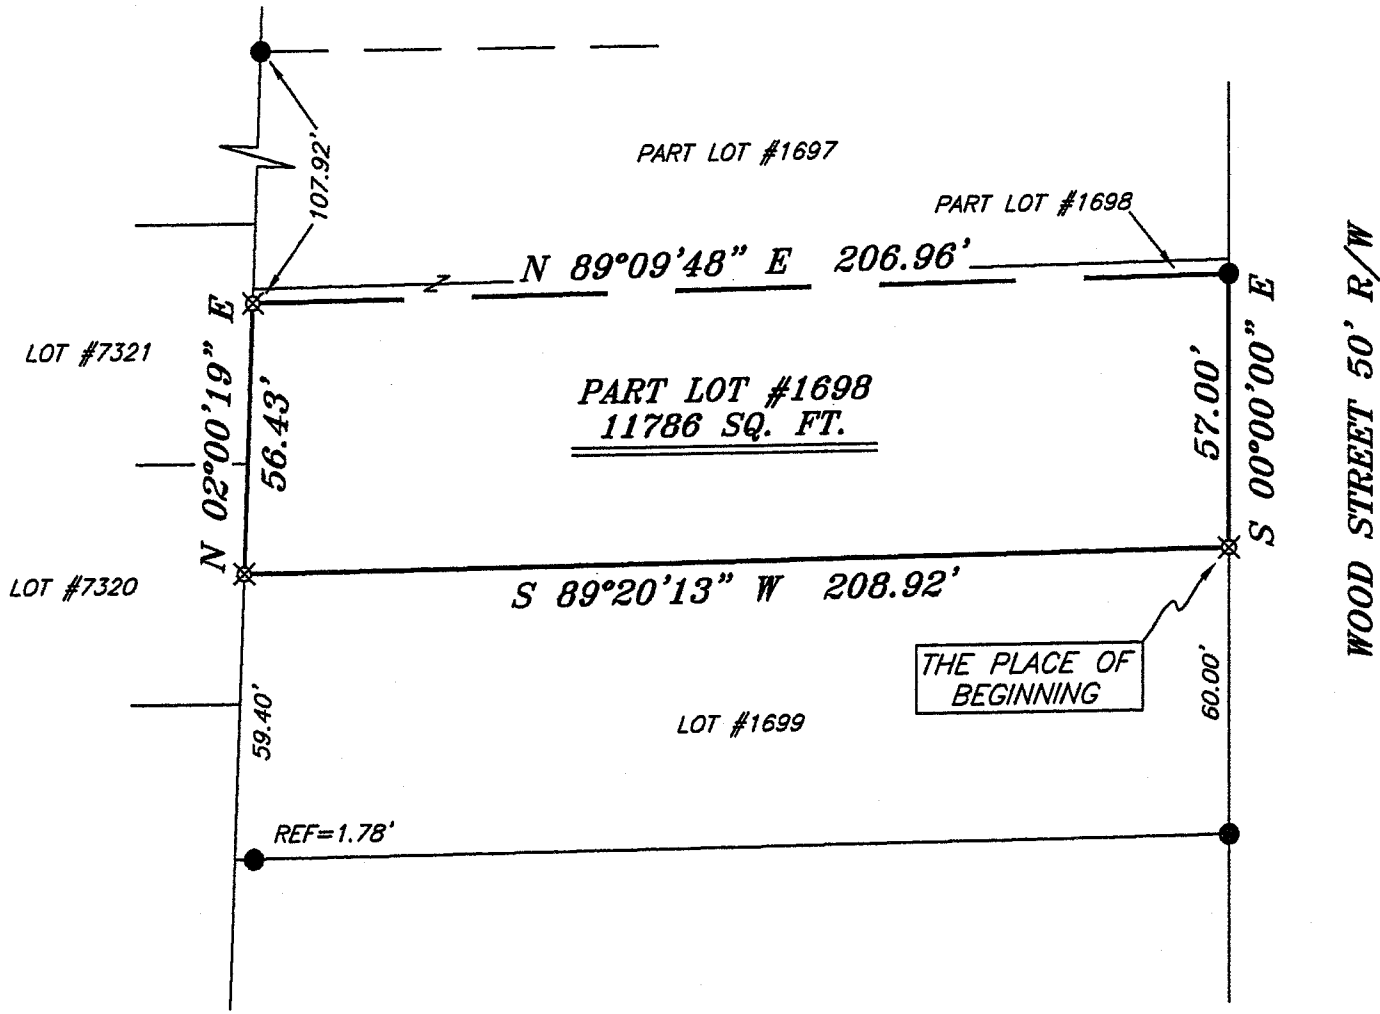 107.92'
PART LOT #1697
PART LOT #1698
N 89°09'48" E 206.96'
WOOD STREET 50' R/W
LOT #7321
N 02°00'19" E
56.43'
PART LOT #1698
11786 SQ. FT.
57.00'
S 00°00'00" E
LOT #7320
S 89°20'13" W 208.92'
THE PLACE OF
BEGINNING
59.40'
LOT #1699
60.00'
REF=1.78'